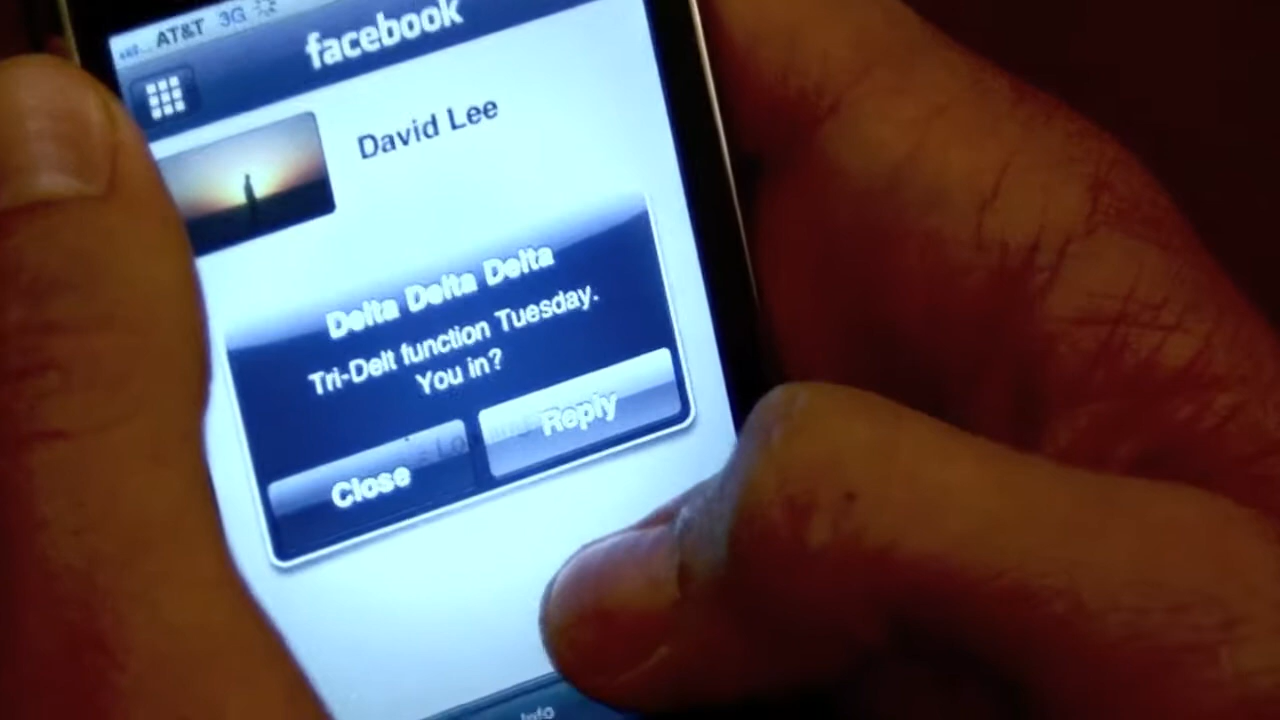 AT&T 3G
facebook
David Lee
Delta Delta Delta
Tri-Delt function Tuesday.
You in?
Close
Reply
Info